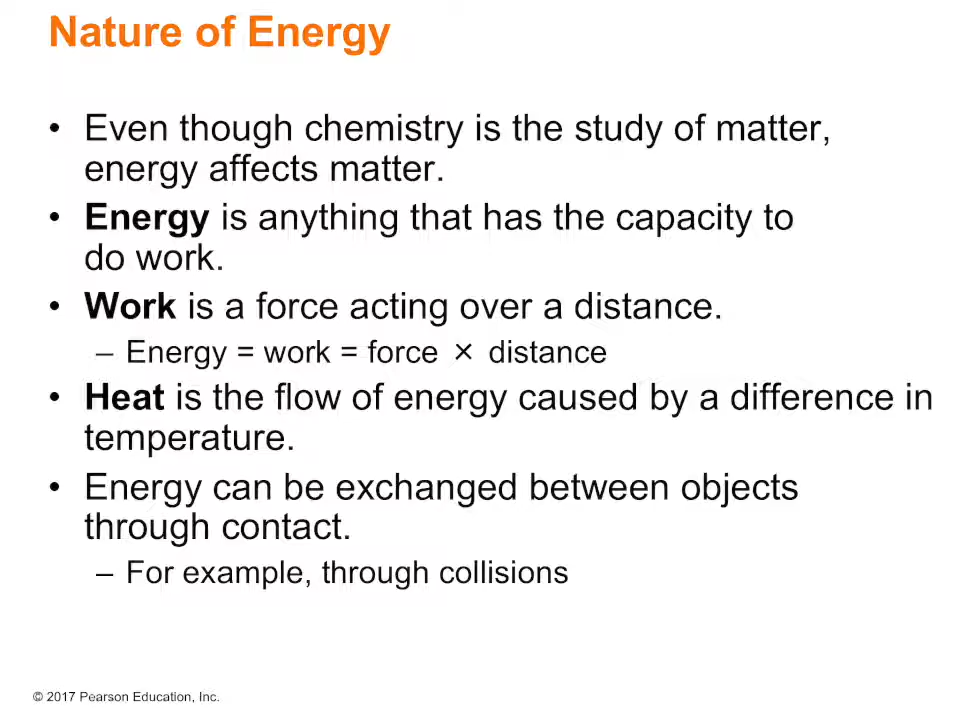 Nature of Energy
• Even though chemistry is the study of matter,
energy affects matter.
• Energy is anything that has the capacity to
do work.
• Work is a force acting over a distance.
– Energy = work = force × distance
• Heat is the flow of energy caused by a difference in
temperature.
• Energy can be exchanged between objects
through contact.
– For example, through collisions
© 2017 Pearson Education, Inc.